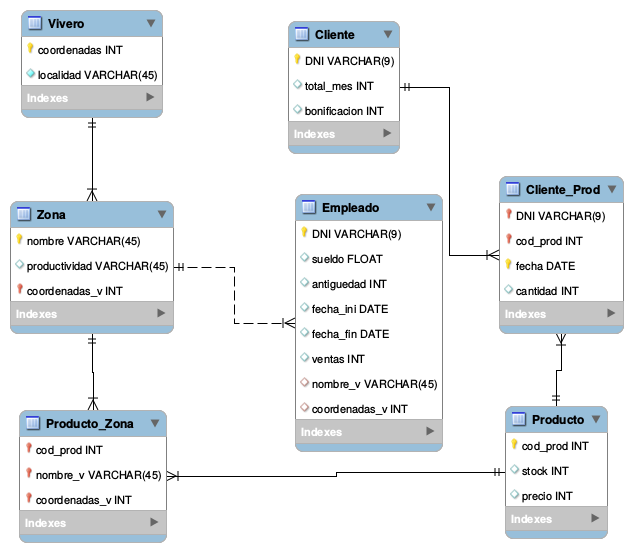 Vivero
coordenadas INT
localidad VARCHAR(45)
Indexes
Cliente
DNI VARCHAR(9)
total_mes INT
bonificacion INT
Indexes
Zona
nombre VARCHAR(45)
productividad VARCHAR(45)
coordenadas_v INT
Indexes
Empleado
DNI VARCHAR(9)
sueldo FLOAT
antiguedad INT
fecha_ini DATE
fecha_fin DATE
ventas INT
nombre_v VARCHAR(45)
coordenadas_v INT
Indexes
Cliente_Prod
DNI VARCHAR(9)
cod_prod INT
fecha DATE
cantidad INT
Indexes
Producto_Zona
cod_prod INT
nombre_v VARCHAR(45)
coordenadas_v INT
Indexes
Producto
cod_prod INT
stock INT
precio INT
Indexes